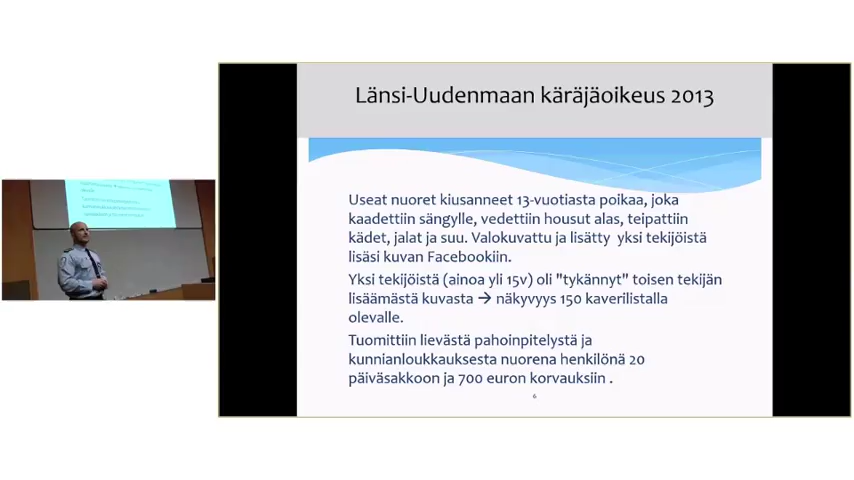 Länsi-Uudenmaan käräjäoikeus 2013
Useat nuoret kiusanneet 13-vuotiasta poikaa, joka
kaadettiin sängylle, vedettiin housut alas, teipattiin
kädet, jalat ja suu. Valokuvattu ja lisätty yksi tekijöistä
lisäsi kuvan Facebookiin.
Yksi tekijöistä (ainoa yli 15v) oli "tykännyt" toisen tekijän
lisäämästä kuvasta → näkyvyys 150 kaverilistalla
olevalle.
Tuomittiin lievästä pahoinpitelystä ja
kunnianloukkauksesta nuorena henkilönä 20
päiväsakkoon ja 700 euron korvauksiin .
6